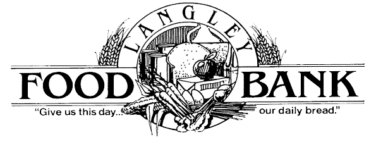 LANGLEY
FOOD BANK
"Give us this day... our daily bread."